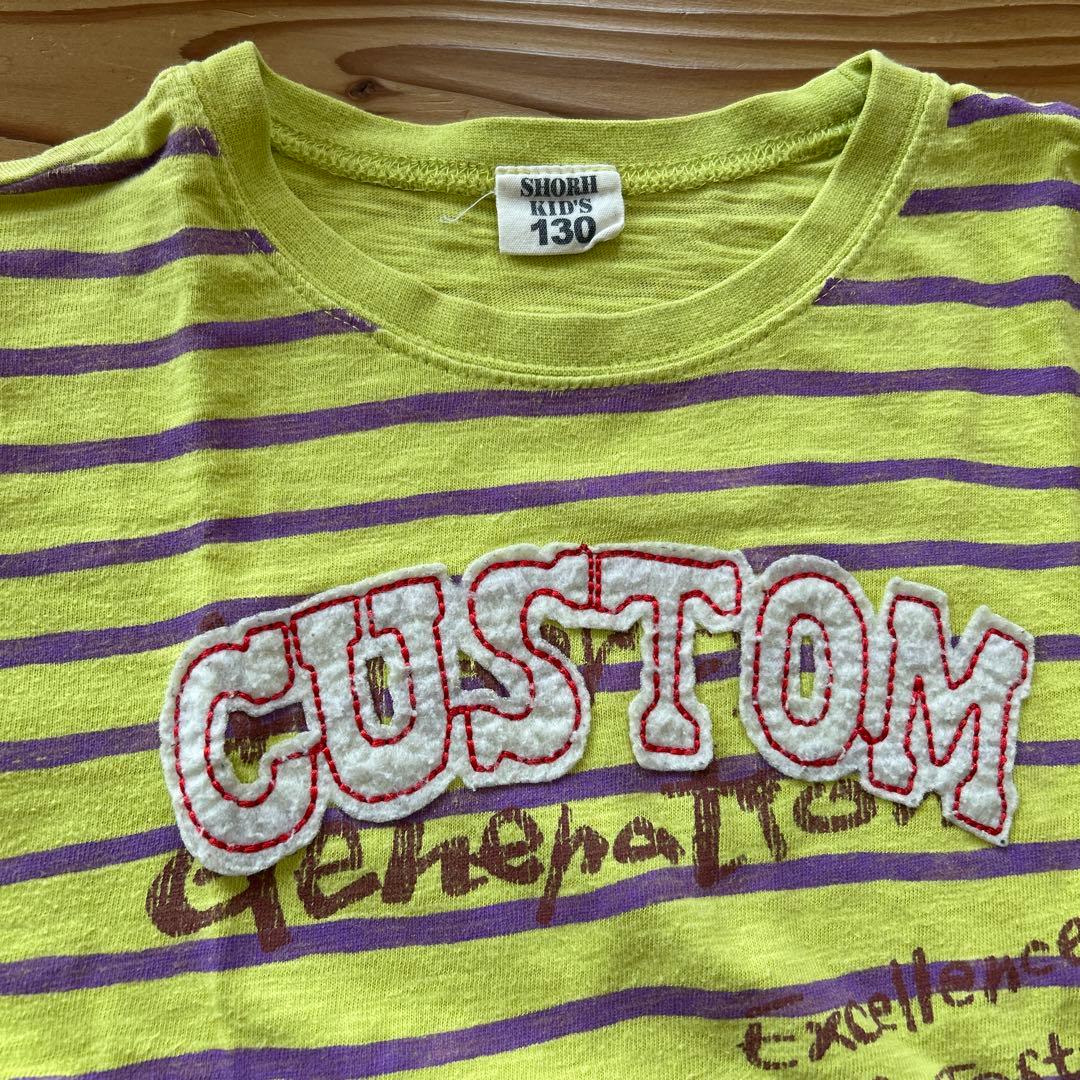 SHORH
KID'S
130
CUSTOM
Generation
Excellence